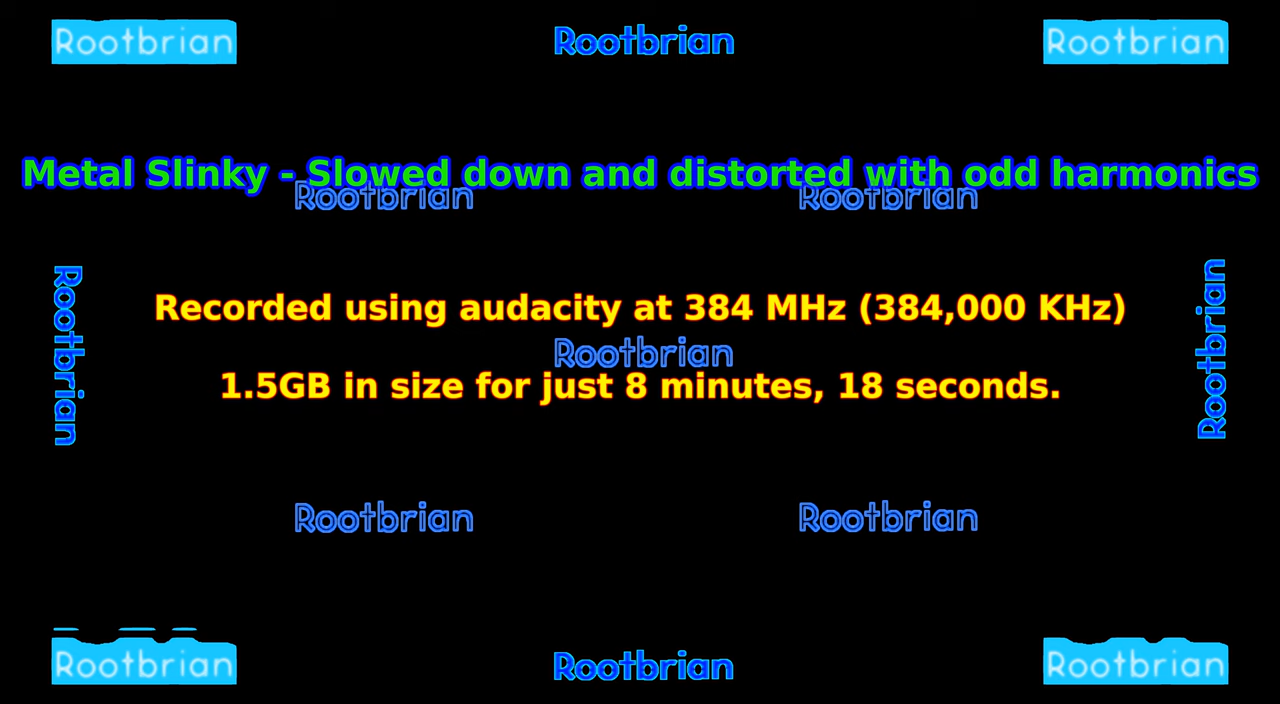 Rootbrian Rootbrian Rootbrian
Metal Slinky - Slowed down and distorted with odd harmonics
Rootbrian Rootbrian
Rootbrian Rootbrian
Recorded using audacity at 384 MHz (384,000 KHz)
Rootbrian
1.5GB in size for just 8 minutes, 18 seconds.
Rootbrian Rootbrian
Rootbrian Rootbrian Rootbrian